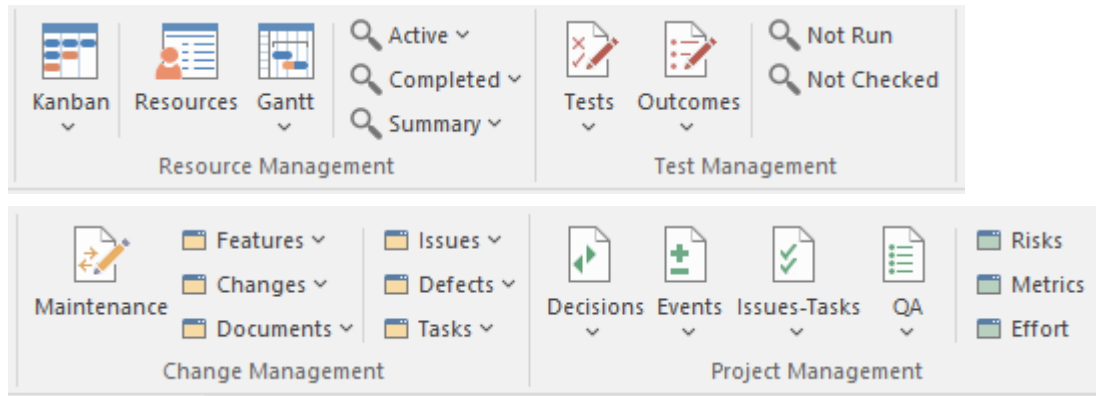 Kanban
Resources
Gantt
Active
Completed
Summary
Resource Management
Tests
Outcomes
Not Run
Not Checked
Test Management
Maintenance
Features
Changes
Documents
Issues
Defects
Tasks
Change Management
Decisions
Events
Issues-Tasks
QA
Risks
Metrics
Effort
Project Management